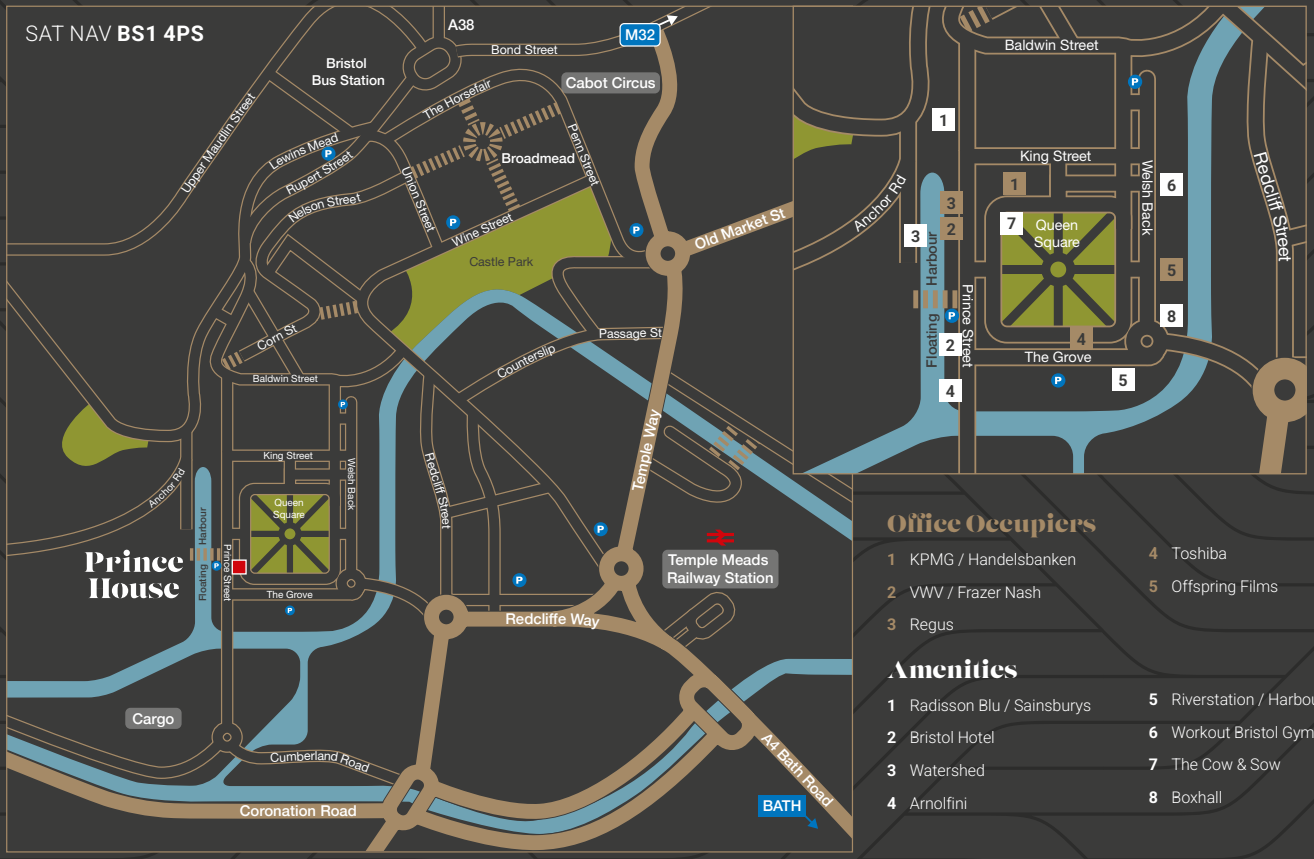 SAT NAV BS1 4PS
A38
M32
Bond Street
Bristol
Bus Station
Cabot Circus
The Horsefair
Upper Maudlin Street
Penn Street
Lewins Mead
P
Broadmead
Rupert Street
Union Street
Nelson Street
P
Wine Street
P
Old Market St
Castle Park
Corn St
Passage St
Counterslip
Baldwin Street
P
Temple Way
King Street
Welsh Back
Redcliff Street
Anchor Rd
Queen
Square
Floating Harbour
P
Prince
House
Prince Street
P
Temple Meads
Railway Station
P
The Grove
P
Redcliffe Way
Cargo
Cumberland Road
A4 Bath Road
Coronation Road
BATH
Baldwin Street
P
1
King Street
Welsh Back
Redcliff Street
1
6
Anchor Rd
3
7
Queen
Square
2
3
Floating Harbour
5
Prince Street
P
8
2
4
The Grove
P
5
4
Office Occupiers
1 KPMG / Handelsbanken
2 VWV / Frazer Nash
3 Regus
4 Toshiba
5 Offspring Films
Amenities
1 Radisson Blu / Sainsburys
2 Bristol Hotel
3 Watershed
4 Arnolfini
5 Riverstation / Harbou
6 Workout Bristol Gym
7 The Cow & Sow
8 Boxhall